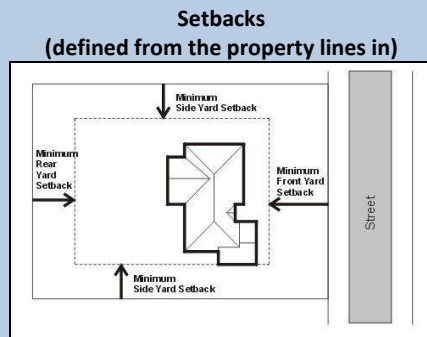 Setbacks
(defined from the property lines in)
Minimum
Side Yard Setback
Minimum
Rear
Yard
Setback
Minimum
Front Yard
Setback
Street
Minimum
Side Yard Setback